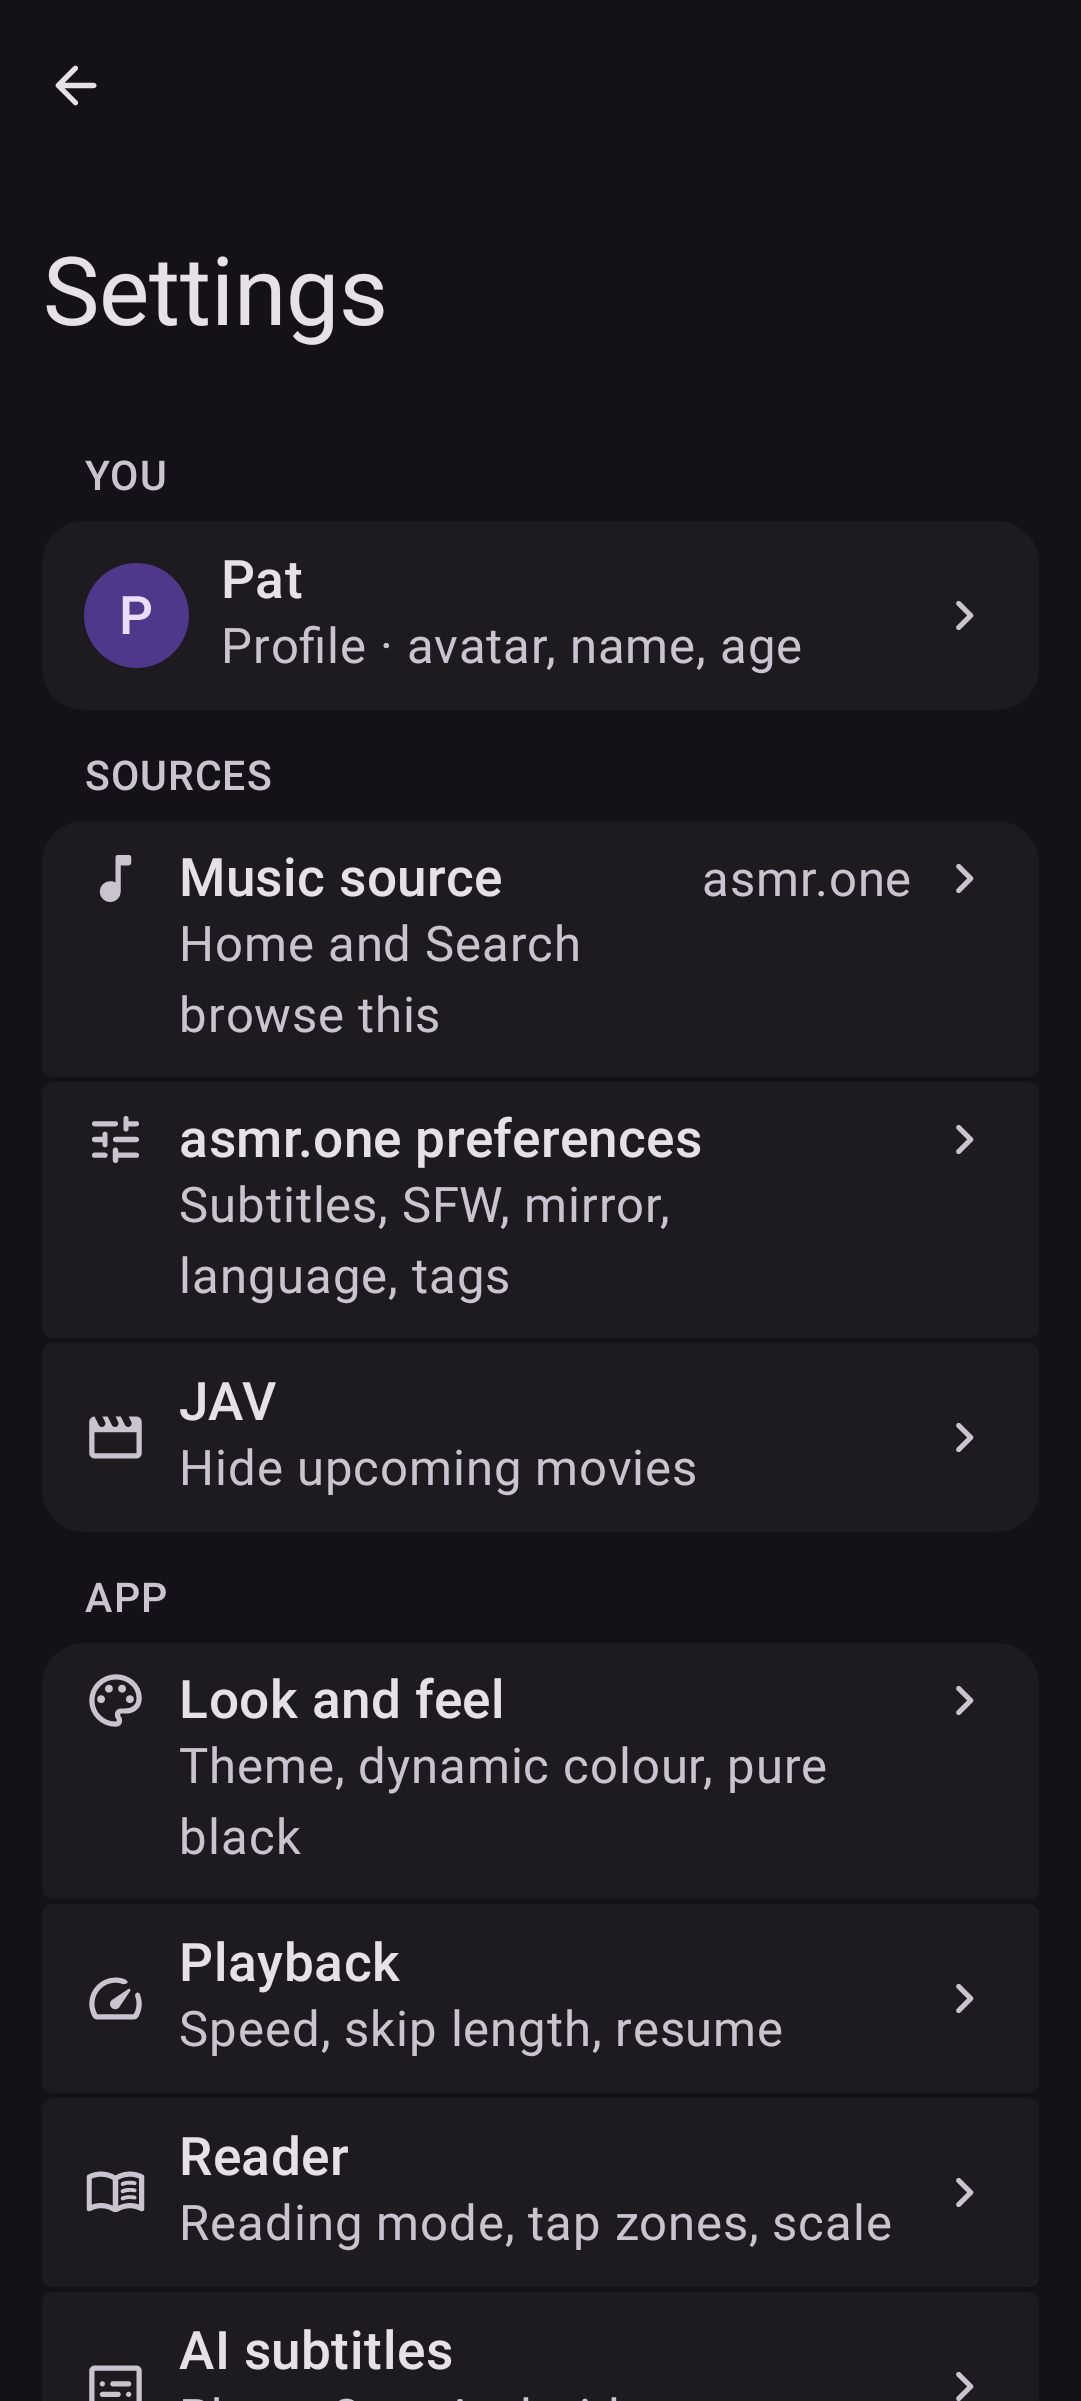 Settings
YOU
P
Pat
Profile · avatar, name, age
SOURCES
Music source
asmr.one
Home and Search
browse this
asmr.one preferences
Subtitles, SFW, mirror,
language, tags
JAV
Hide upcoming movies
APP
Look and feel
Theme, dynamic colour, pure
black
Playback
Speed, skip length, resume
Reader
Reading mode, tap zones, scale
AI subtitles